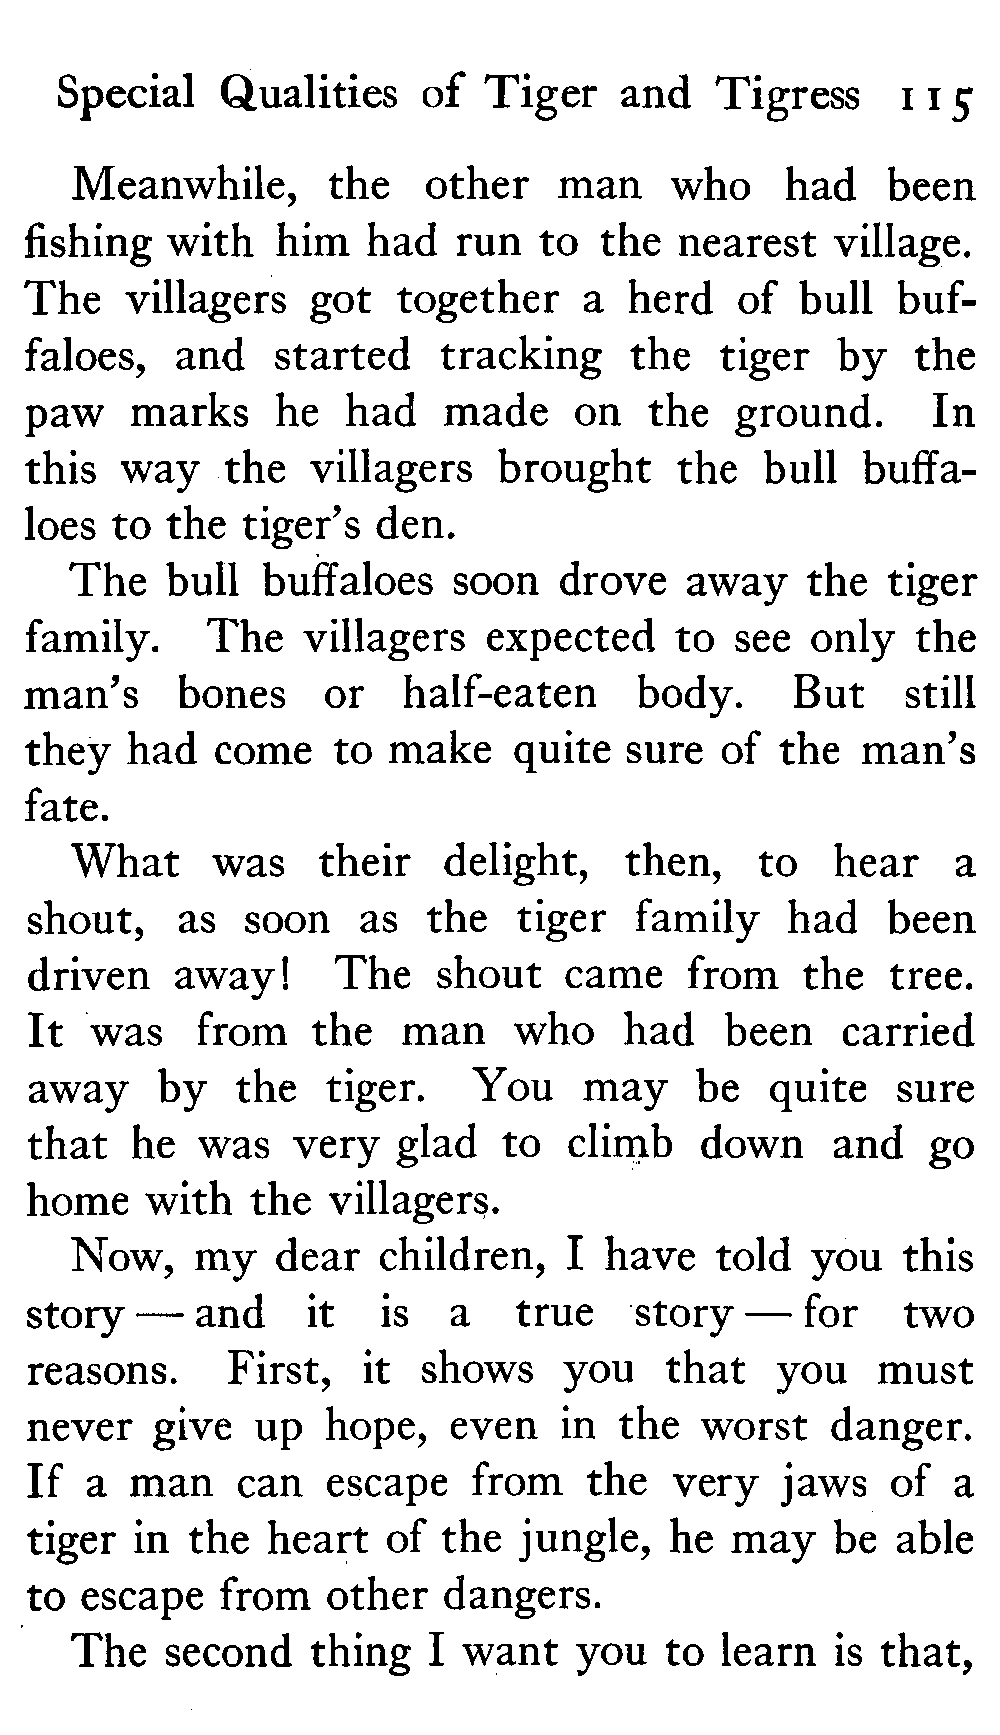 Special Qualities of Tiger and Tigress 115
Meanwhile, the other man who had been
fishing with him had run to the nearest village.
The villagers got together a herd of bull buf-
faloes, and started tracking the tiger by the
paw marks he had made on the ground. In
this way the villagers brought the bull buffa-
loes to the tiger's den.
The bull buffaloes soon drove away the tiger
family. The villagers expected to see only the
man's bones or half-eaten body. But still
they had come to make quite sure of the man's
fate.
What was their delight, then, to hear a
shout, as soon as the tiger family had been
driven away! The shout came from the tree.
It was from the man who had been carried
away by the tiger. You may be quite sure
that he was very glad to climb down and go
home with the villagers.
Now, my dear children, I have told you this
story — and it is a true story — for two
reasons. First, it shows you that you must
never give up hope, even in the worst danger.
If a man can escape from the very jaws of a
tiger in the heart of the jungle, he may be able
to escape from other dangers.
The second thing I want you to learn is that,